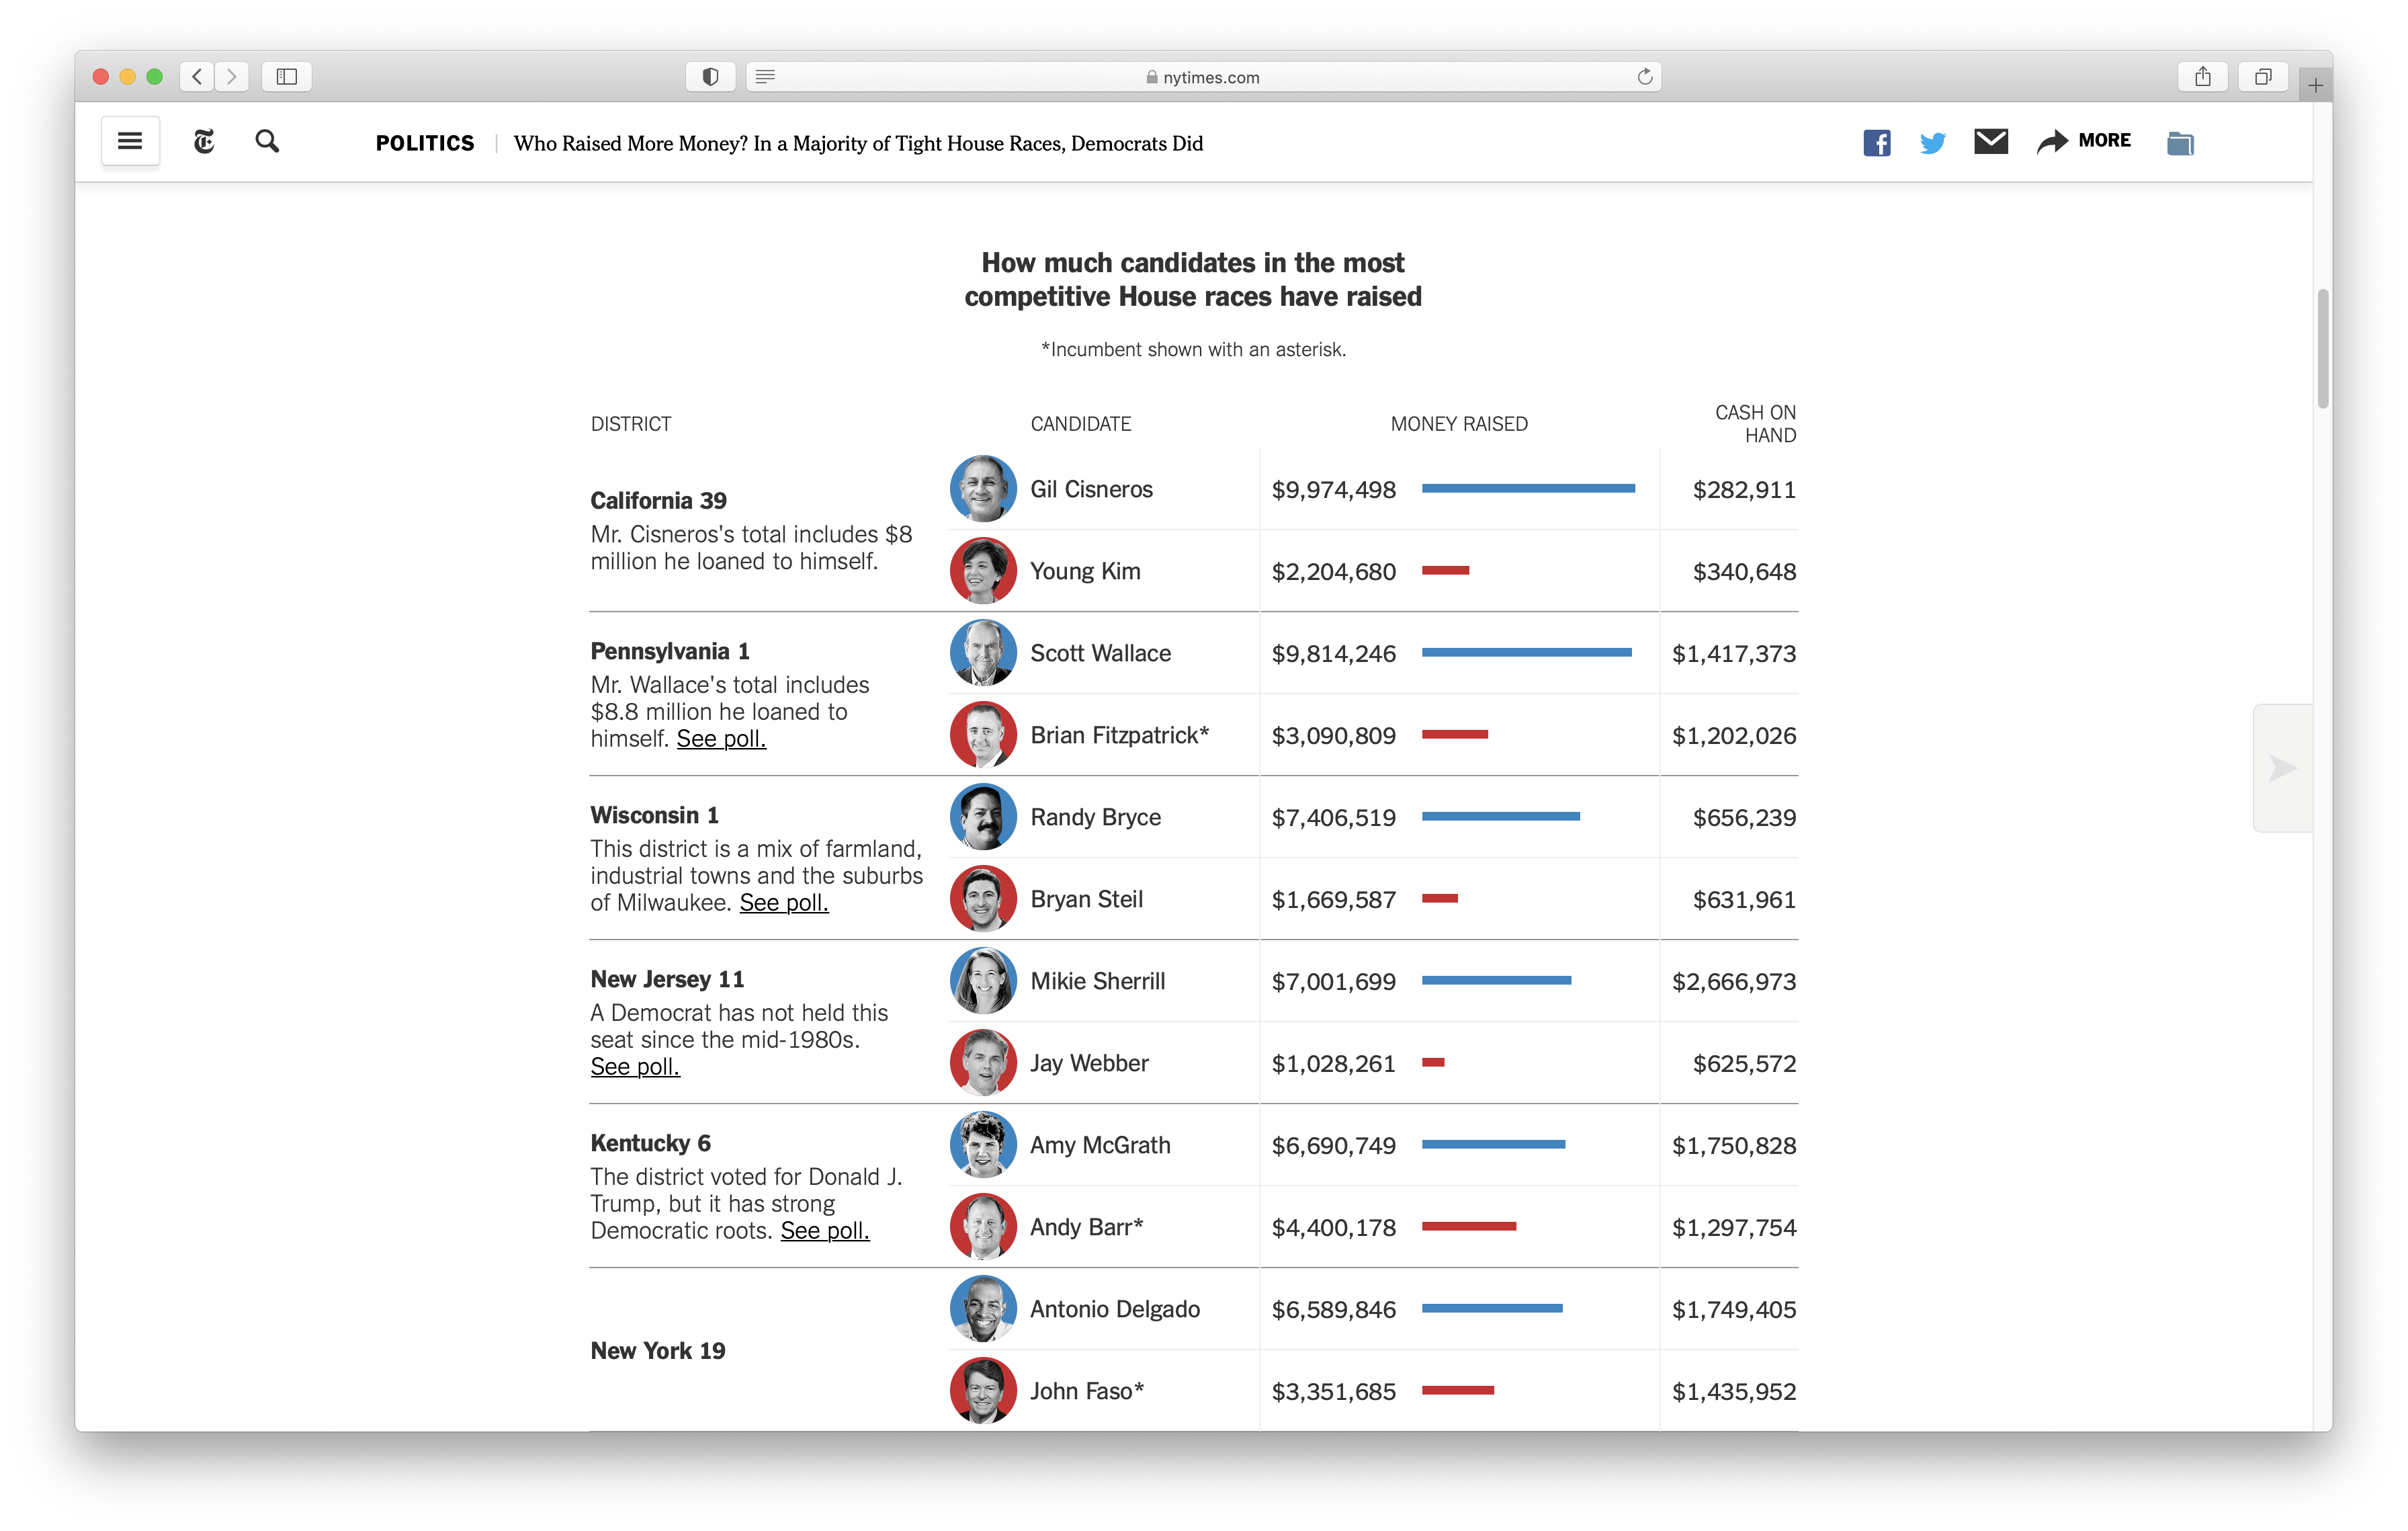 nytimes.com
POLITICS | Who Raised More Money? In a Majority of Tight House Races, Democrats Did
MORE
How much candidates in the most
competitive House races have raised
*Incumbent shown with an asterisk.
DISTRICT
CANDIDATE
MONEY RAISED
CASH ON
HAND
California 39
Mr. Cisneros's total includes $8
million he loaned to himself.
Gil Cisneros $9,974,498 $282,911
Young Kim $2,204,680 $340,648
Pennsylvania 1
Mr. Wallace's total includes
$8.8 million he loaned to
himself. See poll.
Scott Wallace $9,814,246 $1,417,373
Brian Fitzpatrick* $3,090,809 $1,202,026
Wisconsin 1
This district is a mix of farmland,
industrial towns and the suburbs
of Milwaukee. See poll.
Randy Bryce $7,406,519 $656,239
Bryan Steil $1,669,587 $631,961
New Jersey 11
A Democrat has not held this
seat since the mid-1980s.
See poll.
Mikie Sherrill $7,001,699 $2,666,973
Jay Webber $1,028,261 $625,572
Kentucky 6
The district voted for Donald J.
Trump, but it has strong
Democratic roots. See poll.
Amy McGrath $6,690,749 $1,750,828
Andy Barr* $4,400,178 $1,297,754
New York 19
Antonio Delgado $6,589,846 $1,749,405
John Faso* $3,351,685 $1,435,952